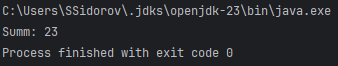 C:\Users\SSidorov\.jdks\openjdk-23\bin\java.exe
Summ: 23
Process finished with exit code 0